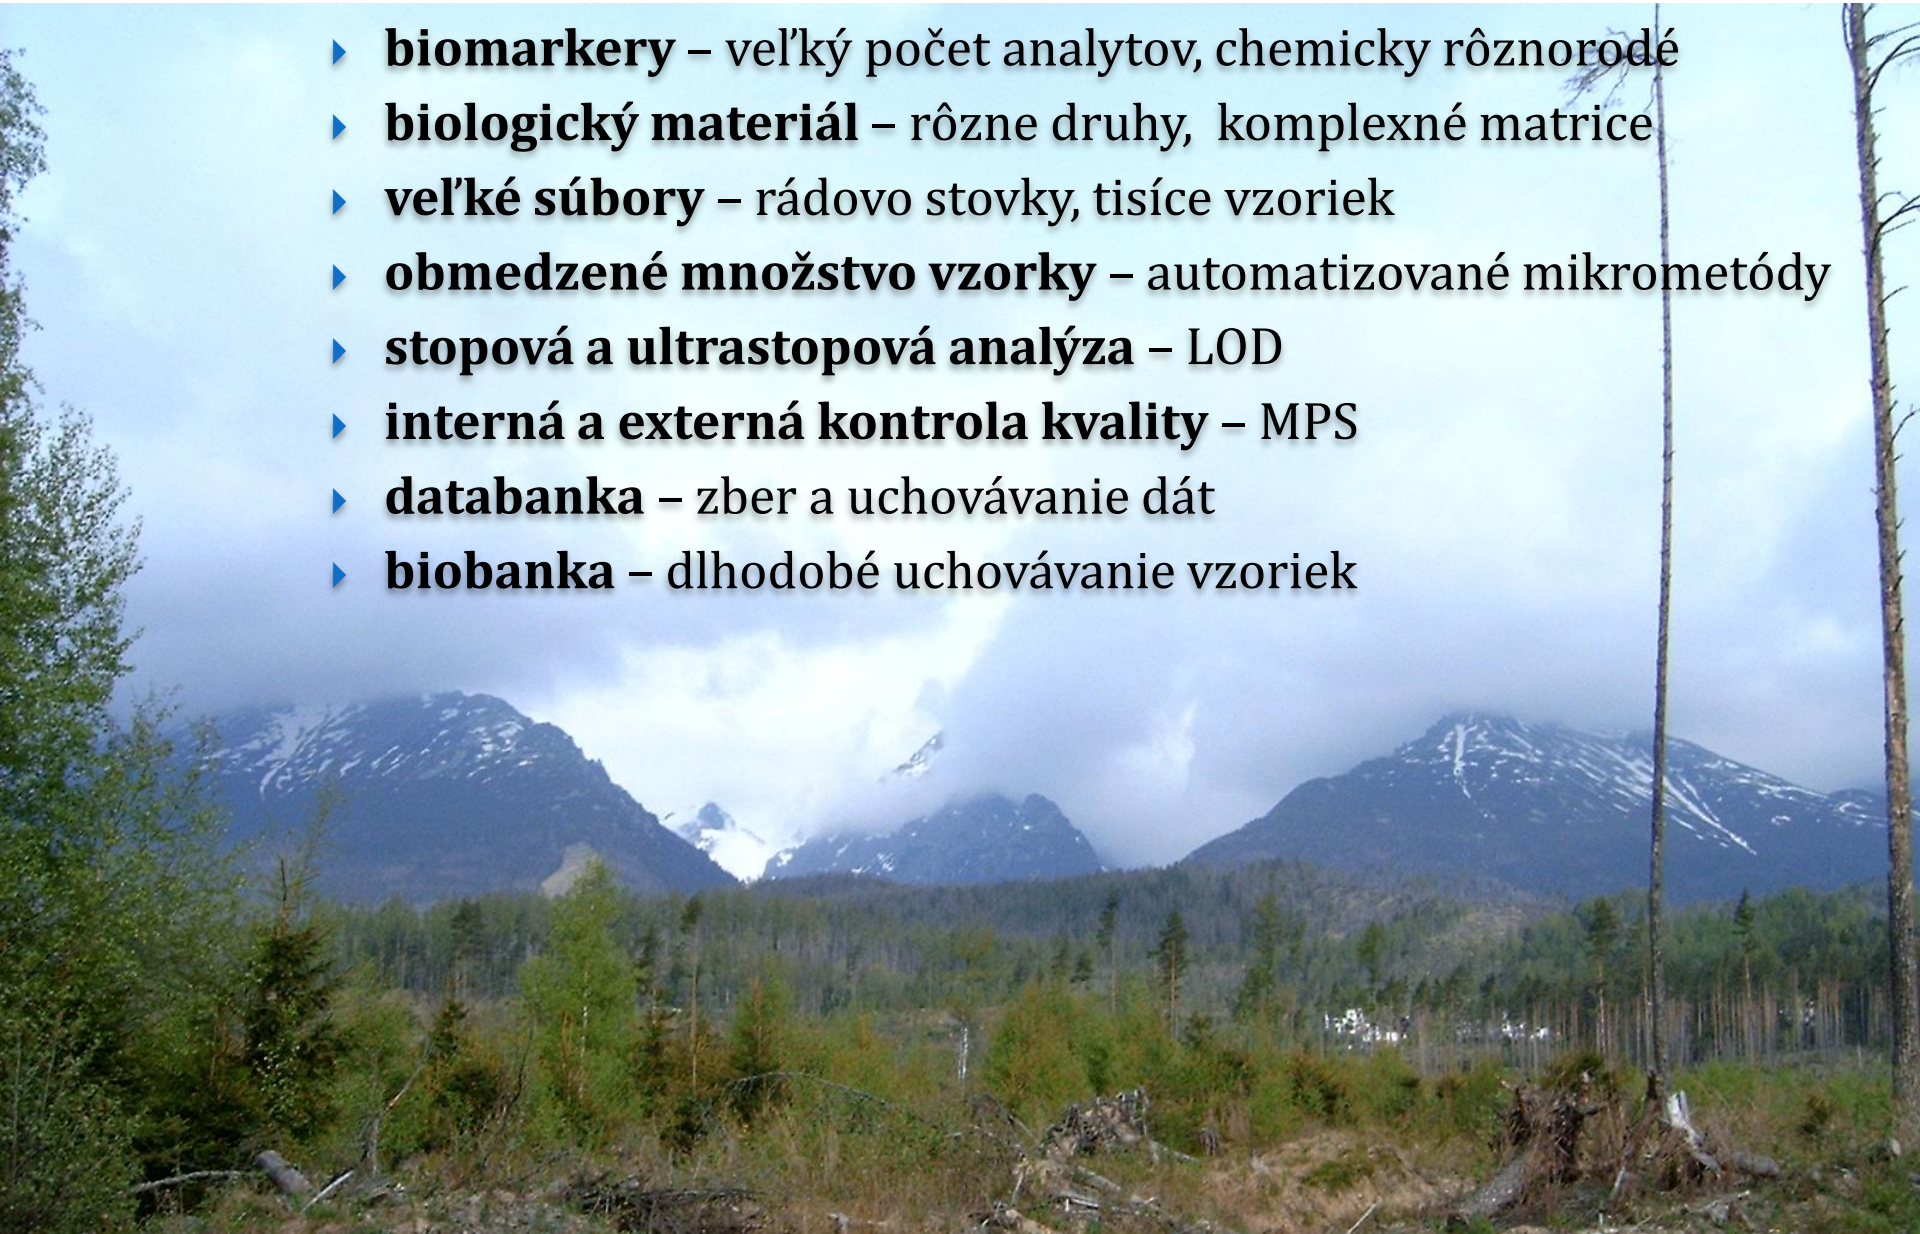 biomarkery – veľký počet analytov, chemicky rôznorodé
biologický materiál – rôzne druhy, komplexné matrice
veľké súbory – rádovo stovky, tisíce vzoriek
obmedzené množstvo vzorky – automatizované mikrometódy
stopová a ultrastopová analýza – LOD
interná a externá kontrola kvality – MPS
databanka – zber a uchovávanie dát
biobanka – dlhodobé uchovávanie vzoriek